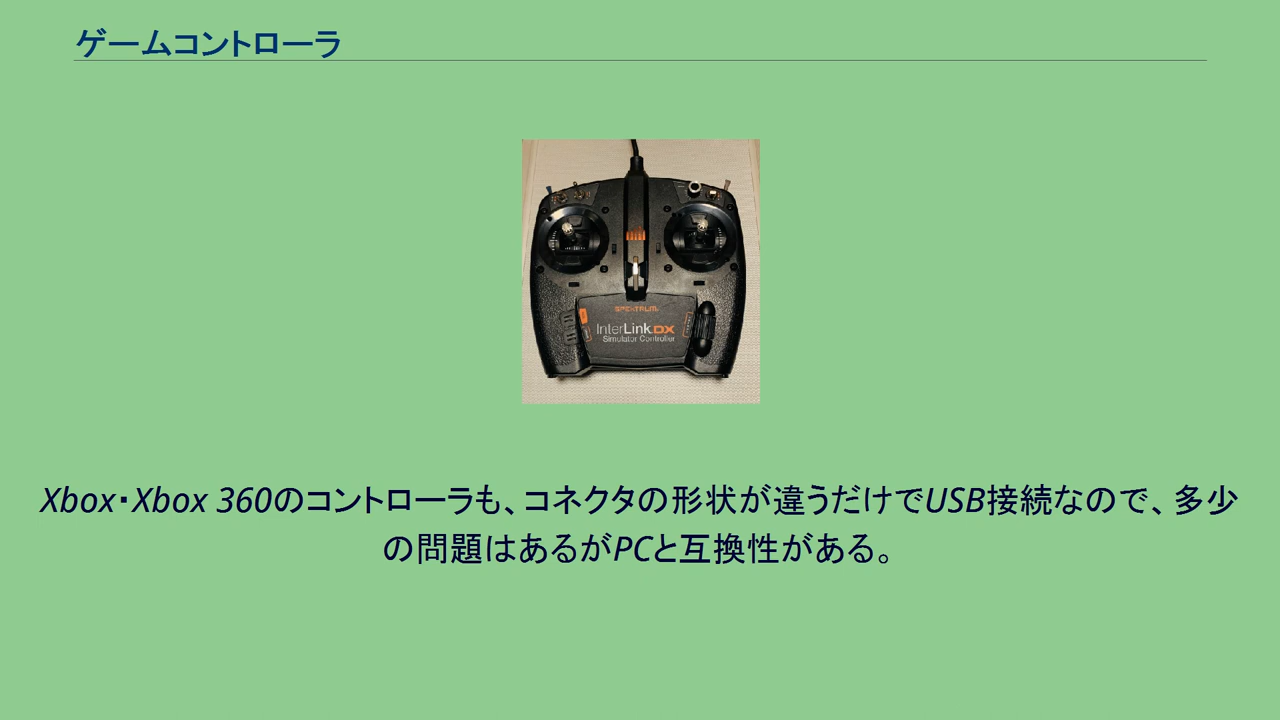 ゲームコントローラ
SPEKTRUM
InterLink DX
Simulator Controller
Xbox・Xbox 360のコントローラも、コネクタの形状が違うだけでUSB接続なので、多少
の問題はあるがPCと互換性がある。